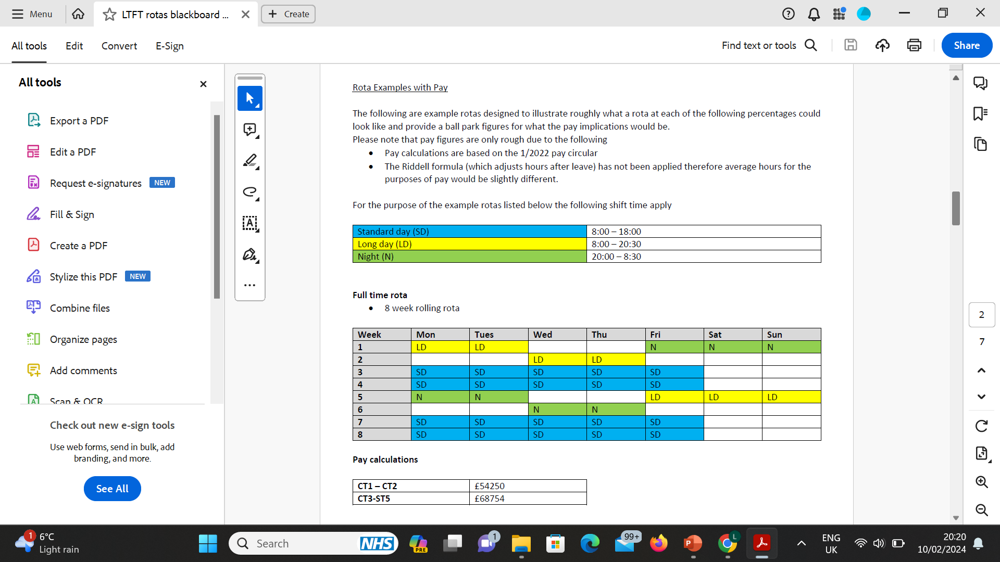 Menu
LTFT rotas blackboard ...
Create
All tools
Edit
Convert
E-Sign
Find text or tools
Share
All tools
Export a PDF
Edit a PDF
Request e-signatures NEW
Fill & Sign
Create a PDF
Stylize this PDF NEW
Combine files
Organize pages
Add comments
Scan & OCR
Check out new e-sign tools
Use web forms, send in bulk, add
branding, and more.
See All
A
Rota Examples with Pay
The following are example rotas designed to illustrate roughly what a rota at each of the following percentages could
look like and provide a ball park figures for what the pay implications would be.
Please note that pay figures are only rough due to the following
• Pay calculations are based on the 1/2022 pay circular
• The Riddell formula (which adjusts hours after leave) has not been applied therefore average hours for the
purposes of pay would be slightly different.
For the purpose of the example rotas listed below the following shift time apply
Standard day (SD) 8:00 – 18:00
Long day (LD) 8:00 – 20:30
Night (N) 20:00 – 8:30
Full time rota
• 8 week rolling rota
Week Mon Tues Wed Thu Fri Sat Sun
1 LD LD N N N
2 LD LD
3 SD SD SD SD SD
4 SD SD SD SD SD
5 N N LD LD LD
6 N N
7 SD SD SD SD SD
8 SD SD SD SD SD
Pay calculations
CT1 – CT2 £54250
CT3-ST5 £68754
2
7
1
6°C
Light rain
Search
NHS
PRE
1
99+
P
L
ENG
UK
20:20
10/02/2024